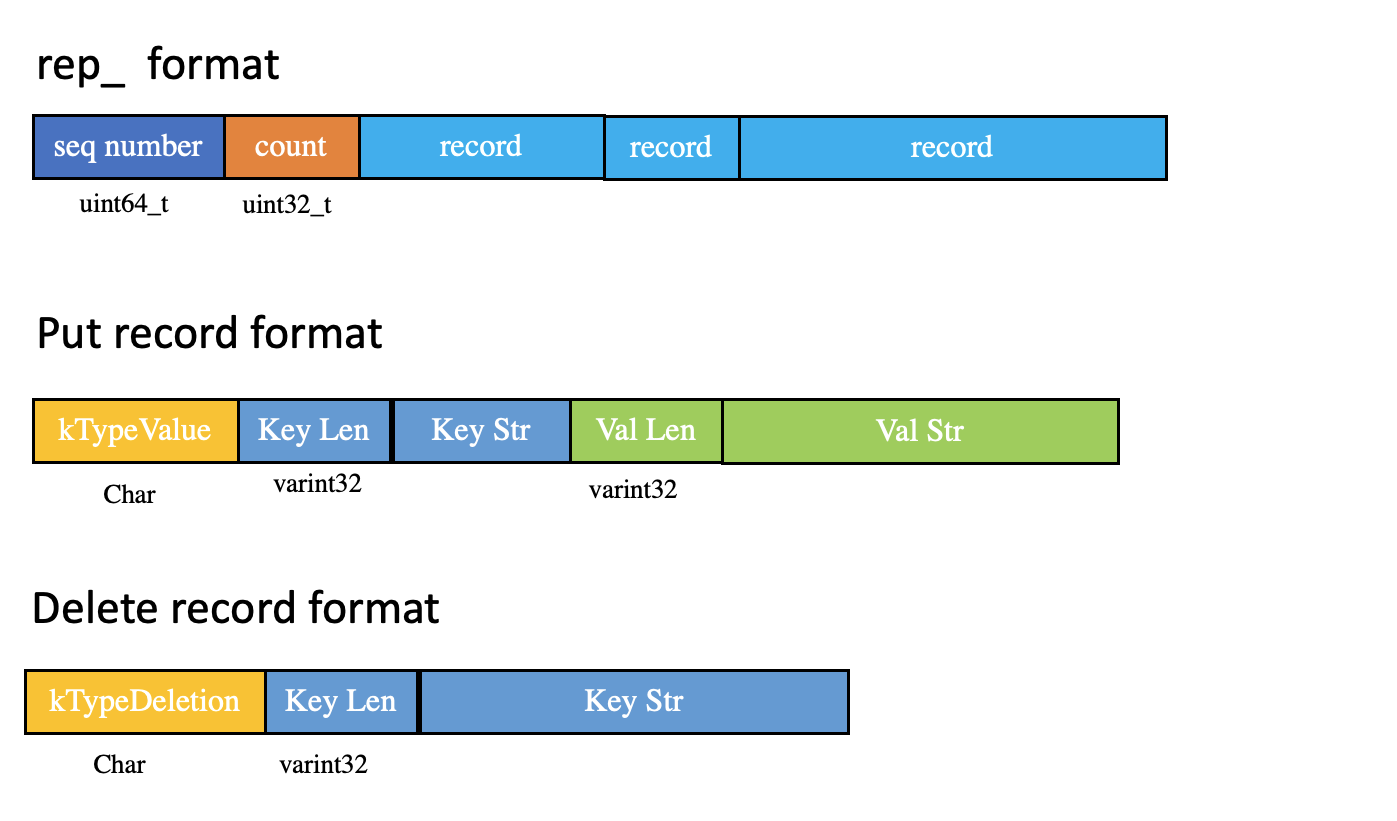 rep_ format
seq number count record record record
uint64_t uint32_t
Put record format
kTypeValue Key Len Key Str Val Len Val Str
Char varint32 varint32
Delete record format
kTypeDeletion Key Len Key Str
Char varint32